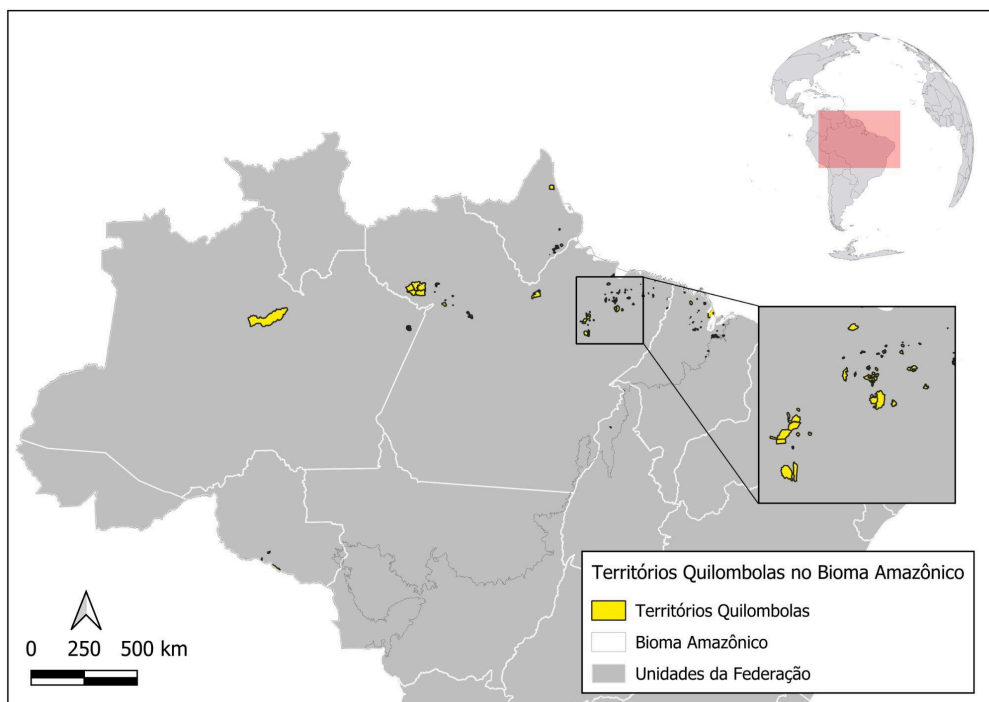 Territórios Quilombolas no Bioma Amazônico
Territórios Quilombolas
Bioma Amazônico
Unidades da Federação
0 250 500 km